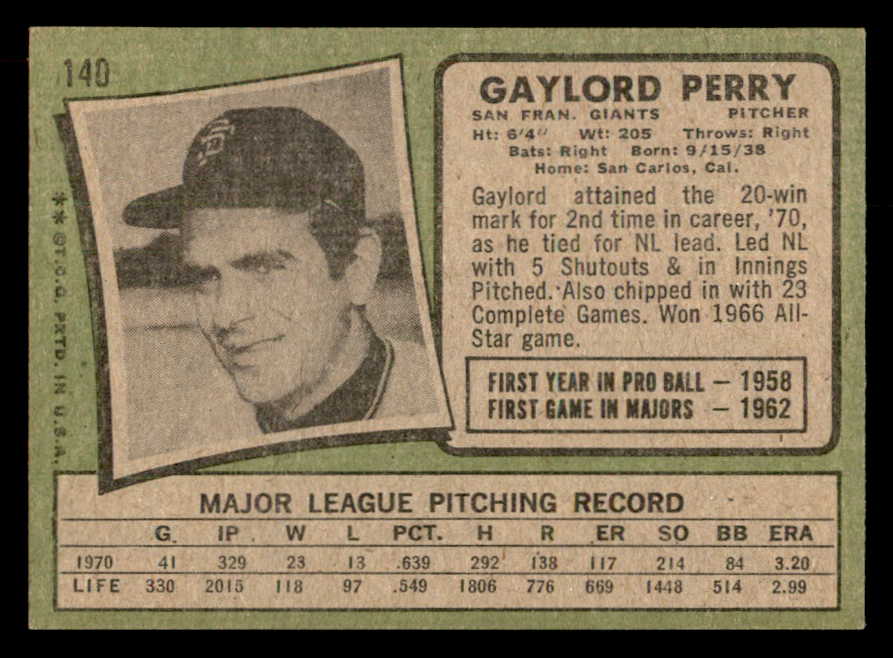 140
SF
**©T.C.G. PRTD. IN U.S.A.
GAYLORD PERRY
SAN FRAN. GIANTS PITCHER
Ht: 6'4" Wt: 205 Throws: Right
Bats: Right Born: 9/15/38
Home: San Carlos, Cal.
Gaylord attained the 20-win
mark for 2nd time in career, '70,
as he tied for NL lead. Led NL
with 5 Shutouts & in Innings
Pitched. Also chipped in with 23
Complete Games. Won 1966 All-
Star game.
FIRST YEAR IN PRO BALL – 1958
FIRST GAME IN MAJORS – 1962
MAJOR LEAGUE PITCHING RECORD
G. IP W L PCT. H R ER SO BB ERA
1970 41 329 23 13 .639 292 138 117 214 84 3.20
LIFE 330 2015 118 97 .549 1806 776 669 1448 514 2.99